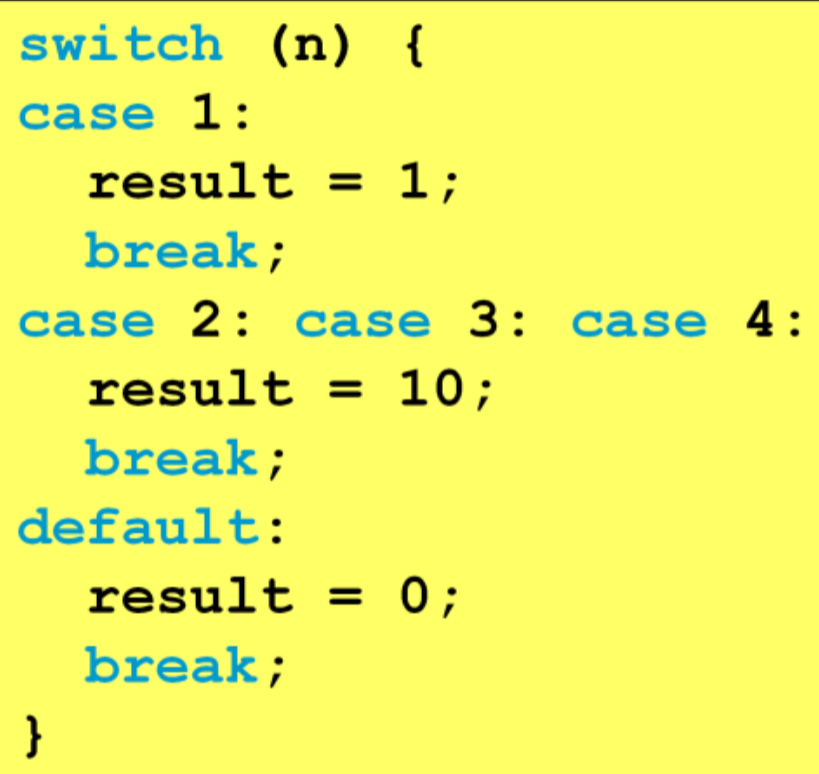 switch (n) {
case 1:
  result = 1;
  break;
case 2: case 3: case 4:
  result = 10;
  break;
default:
  result = 0;
  break;
}